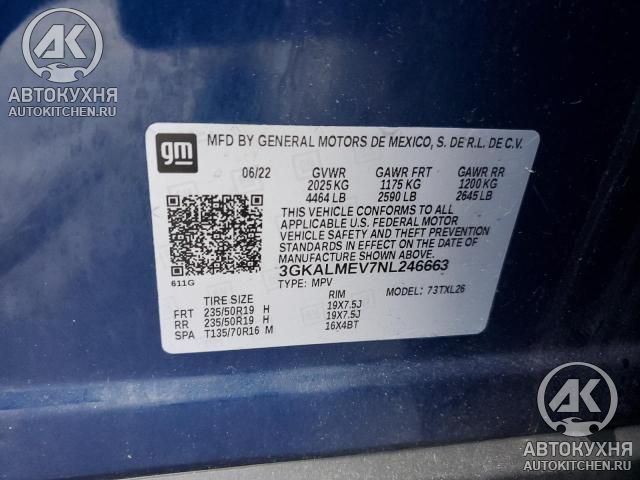 АК
АВТОКУХНЯ
AUTOKITCHEN.RU
gm
MFD BY GENERAL MOTORS DE MEXICO, S. DE R.L. DE C.V.
06/22 GVWR GAWR FRT GAWR RR
2025 KG 1175 KG 1200 KG
4464 LB 2590 LB 2645 LB
THIS VEHICLE CONFORMS TO ALL
APPLICABLE U.S. FEDERAL MOTOR
VEHICLE SAFETY AND THEFT PREVENTION
STANDARDS IN EFFECT ON THE DATE OF
MANUFACTURE SHOWN ABOVE.
3GKALMEV7NL246663
611G TYPE: MPV MODEL: 73TXL26
TIRE SIZE RIM
FRT 235/50R19 H 19X7.5J
RR 235/50R19 H 19X7.5J
SPA T135/70R16 M 16X4BT
АК
АВТОКУХНЯ
AUTOKITCHEN.RU